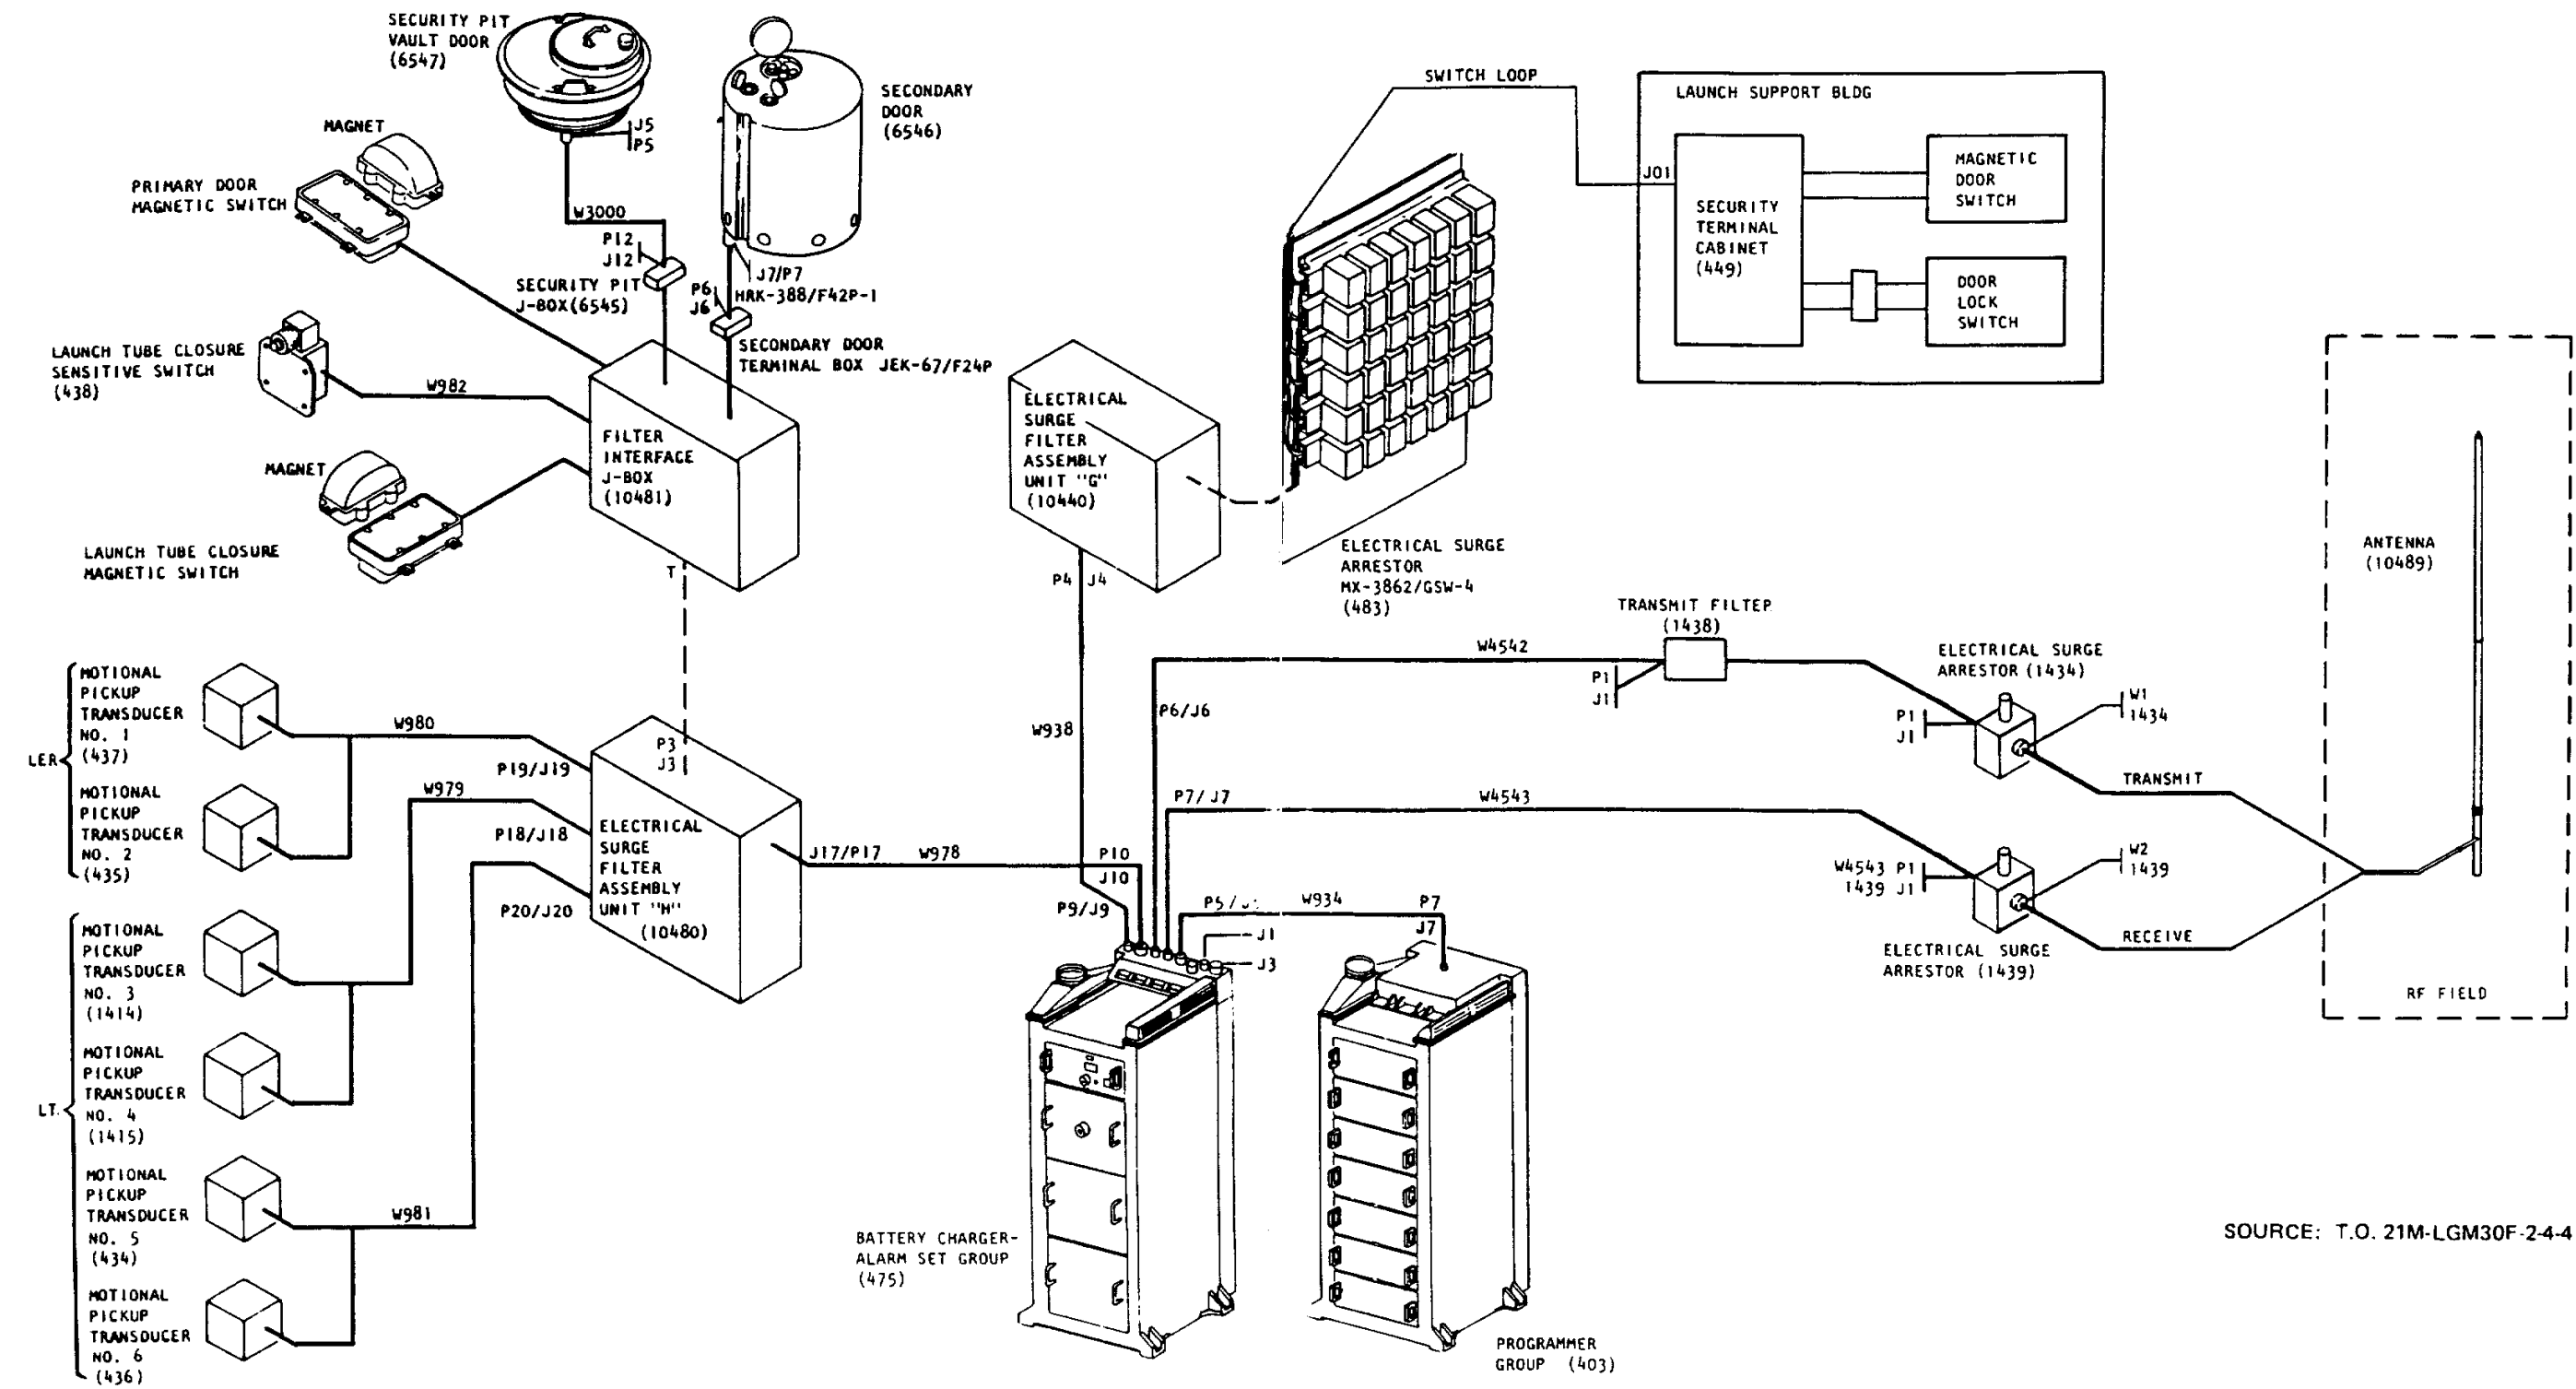 SECURITY PIT
VAULT DOOR
(6547)
J5
P5
SECONDARY
DOOR
(6546)
MAGNET
PRIMARY DOOR
MAGNETIC SWITCH
W3000
P12
J12
SECURITY PIT
J-BOX(6545)
J7/P7
HRK-388/F42P-1
P6
J6
SECONDARY DOOR
TERMINAL BOX JEK-67/F24P
LAUNCH TUBE CLOSURE
SENSITIVE SWITCH
(438)
W982
FILTER
INTERFACE
J-BOX
(10481)
MAGNET
LAUNCH TUBE CLOSURE
MAGNETIC SWITCH
T
SWITCH LOOP
LAUNCH SUPPORT BLDG
J01
SECURITY
TERMINAL
CABINET
(449)
MAGNETIC
DOOR
SWITCH
DOOR
LOCK
SWITCH
ELECTRICAL
SURGE
FILTER
ASSEMBLY
UNIT "G"
(10440)
P4
J4
ELECTRICAL SURGE
ARRESTOR
MX-3862/GSW-4
(483)
ANTENNA
(10489)
RF FIELD
TRANSMIT FILTER
(1438)
W4542
P1
J1
P6/J6
ELECTRICAL SURGE
ARRESTOR (1434)
P1
J1
W1
1434
TRANSMIT
W938
P7/J7
W4543
W4543 P1
1439 J1
W2
1439
RECEIVE
ELECTRICAL SURGE
ARRESTOR (1439)
LER
MOTIONAL
PICKUP
TRANSDUCER
NO. 1
(437)
MOTIONAL
PICKUP
TRANSDUCER
NO. 2
(435)
W980
P19/J19
W979
P18/J18
P20/J20
P3
J3
ELECTRICAL
SURGE
FILTER
ASSEMBLY
UNIT "H"
(10480)
J17/P17
W978
P10
J10
P9/J9
P5/
W934
P7
J7
J1
J3
LT.
MOTIONAL
PICKUP
TRANSDUCER
NO. 3
(1414)
MOTIONAL
PICKUP
TRANSDUCER
NO. 4
(1415)
MOTIONAL
PICKUP
TRANSDUCER
NO. 5
(434)
W981
MOTIONAL
PICKUP
TRANSDUCER
NO. 6
(436)
BATTERY CHARGER-
ALARM SET GROUP
(475)
PROGRAMMER
GROUP (403)
SOURCE: T.O. 21M-LGM30F-2-4-4